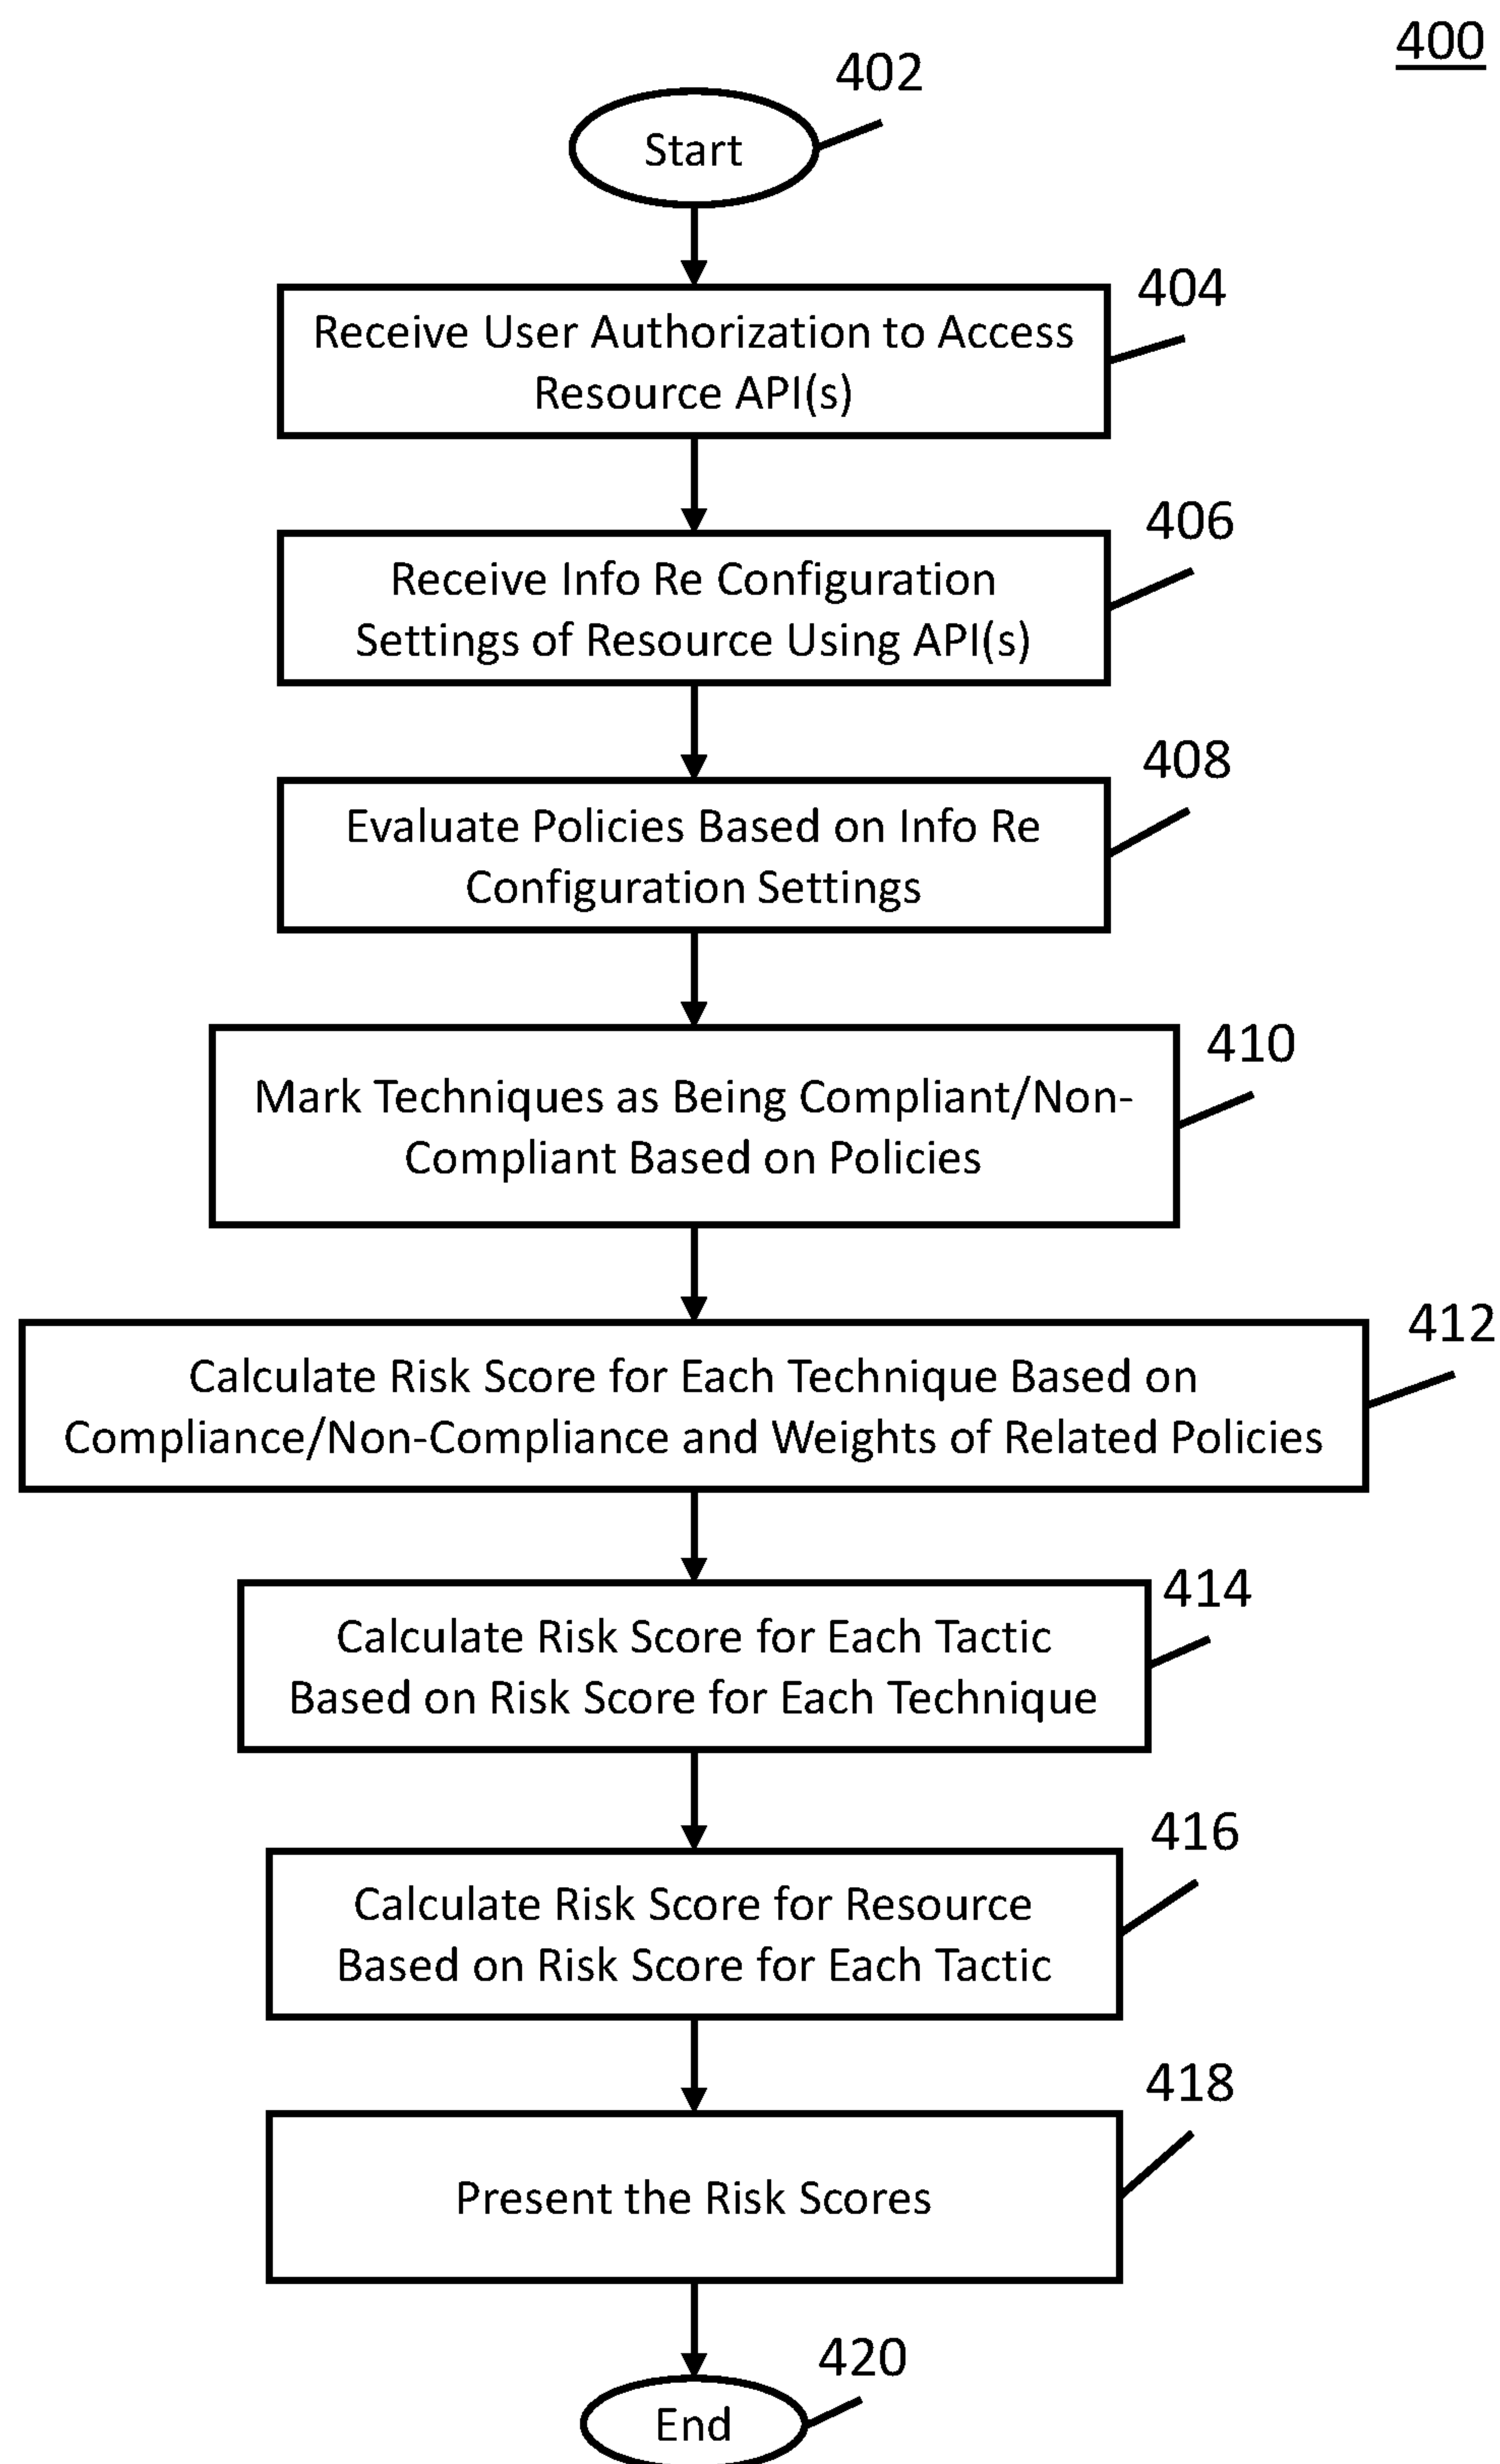 400
402
Start
404
Receive User Authorization to Access
Resource API(s)
406
Receive Info Re Configuration
Settings of Resource Using API(s)
408
Evaluate Policies Based on Info Re
Configuration Settings
410
Mark Techniques as Being Compliant/Non-
Compliant Based on Policies
412
Calculate Risk Score for Each Technique Based on
Compliance/Non-Compliance and Weights of Related Policies
414
Calculate Risk Score for Each Tactic
Based on Risk Score for Each Technique
416
Calculate Risk Score for Resource
Based on Risk Score for Each Tactic
418
Present the Risk Scores
420
End